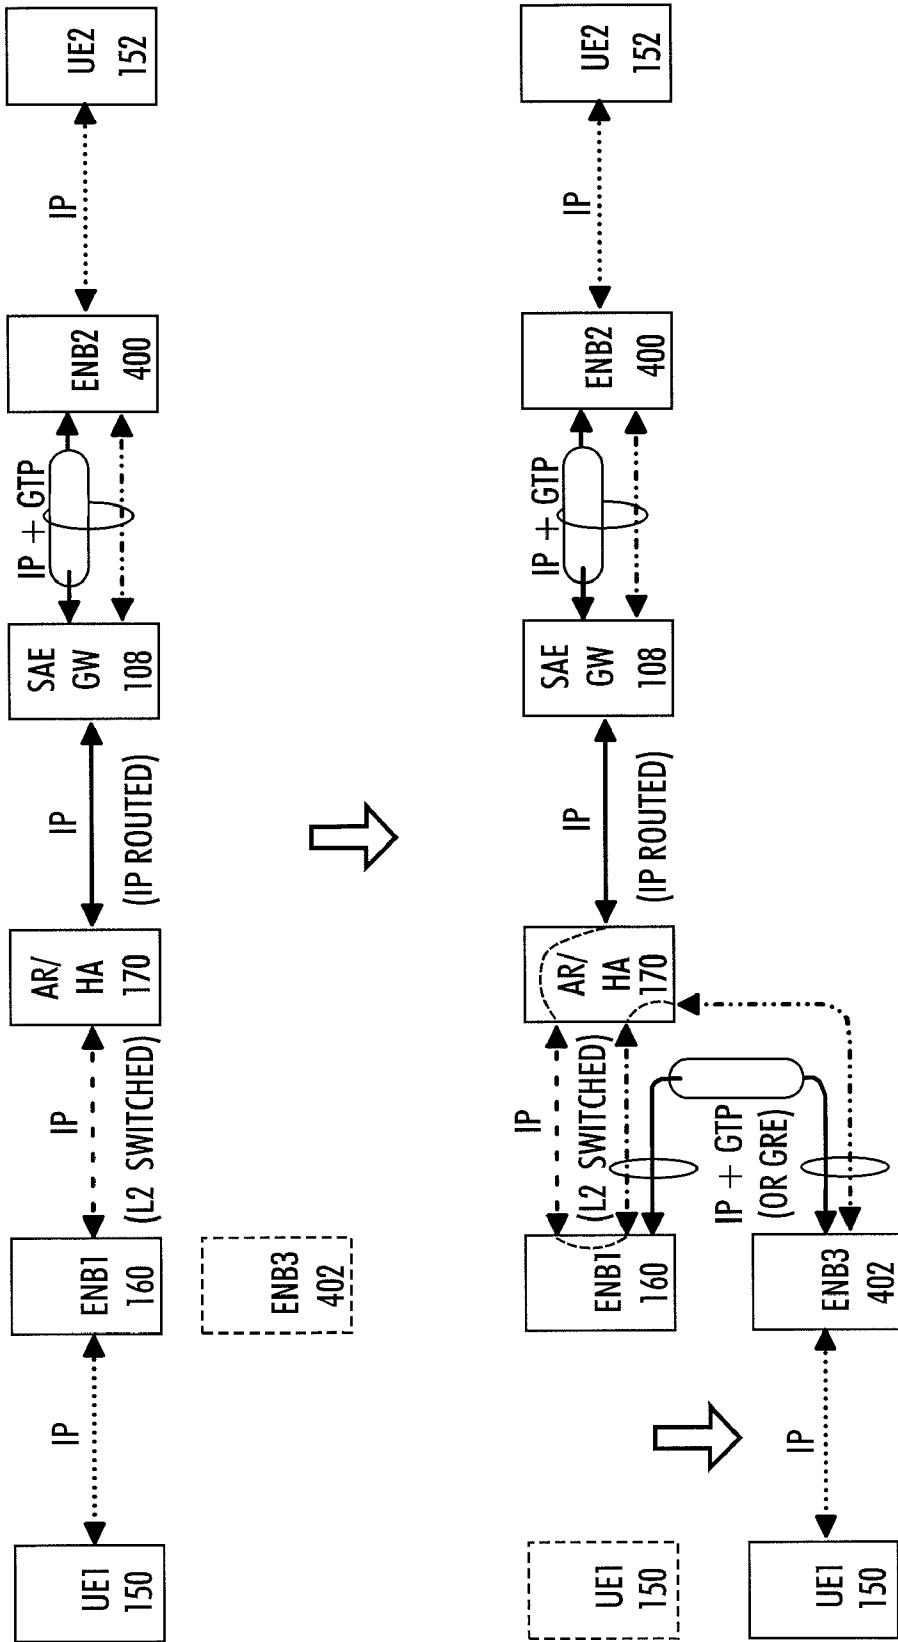 UE1
150
IP
ENB1
160
IP
(L2 SWITCHED)
AR/
HA
170
IP
(IP ROUTED)
SAE
GW
108
IP + GTP
ENB2
400
IP
UE2
152
ENB3
402
UE1
150
ENB1
160
IP
(L2 SWITCHED)
AR/
HA
170
IP
(IP ROUTED)
SAE
GW
108
IP + GTP
ENB2
400
IP
UE2
152
IP + GTP
(OR GRE)
UE1
150
IP
ENB3
402